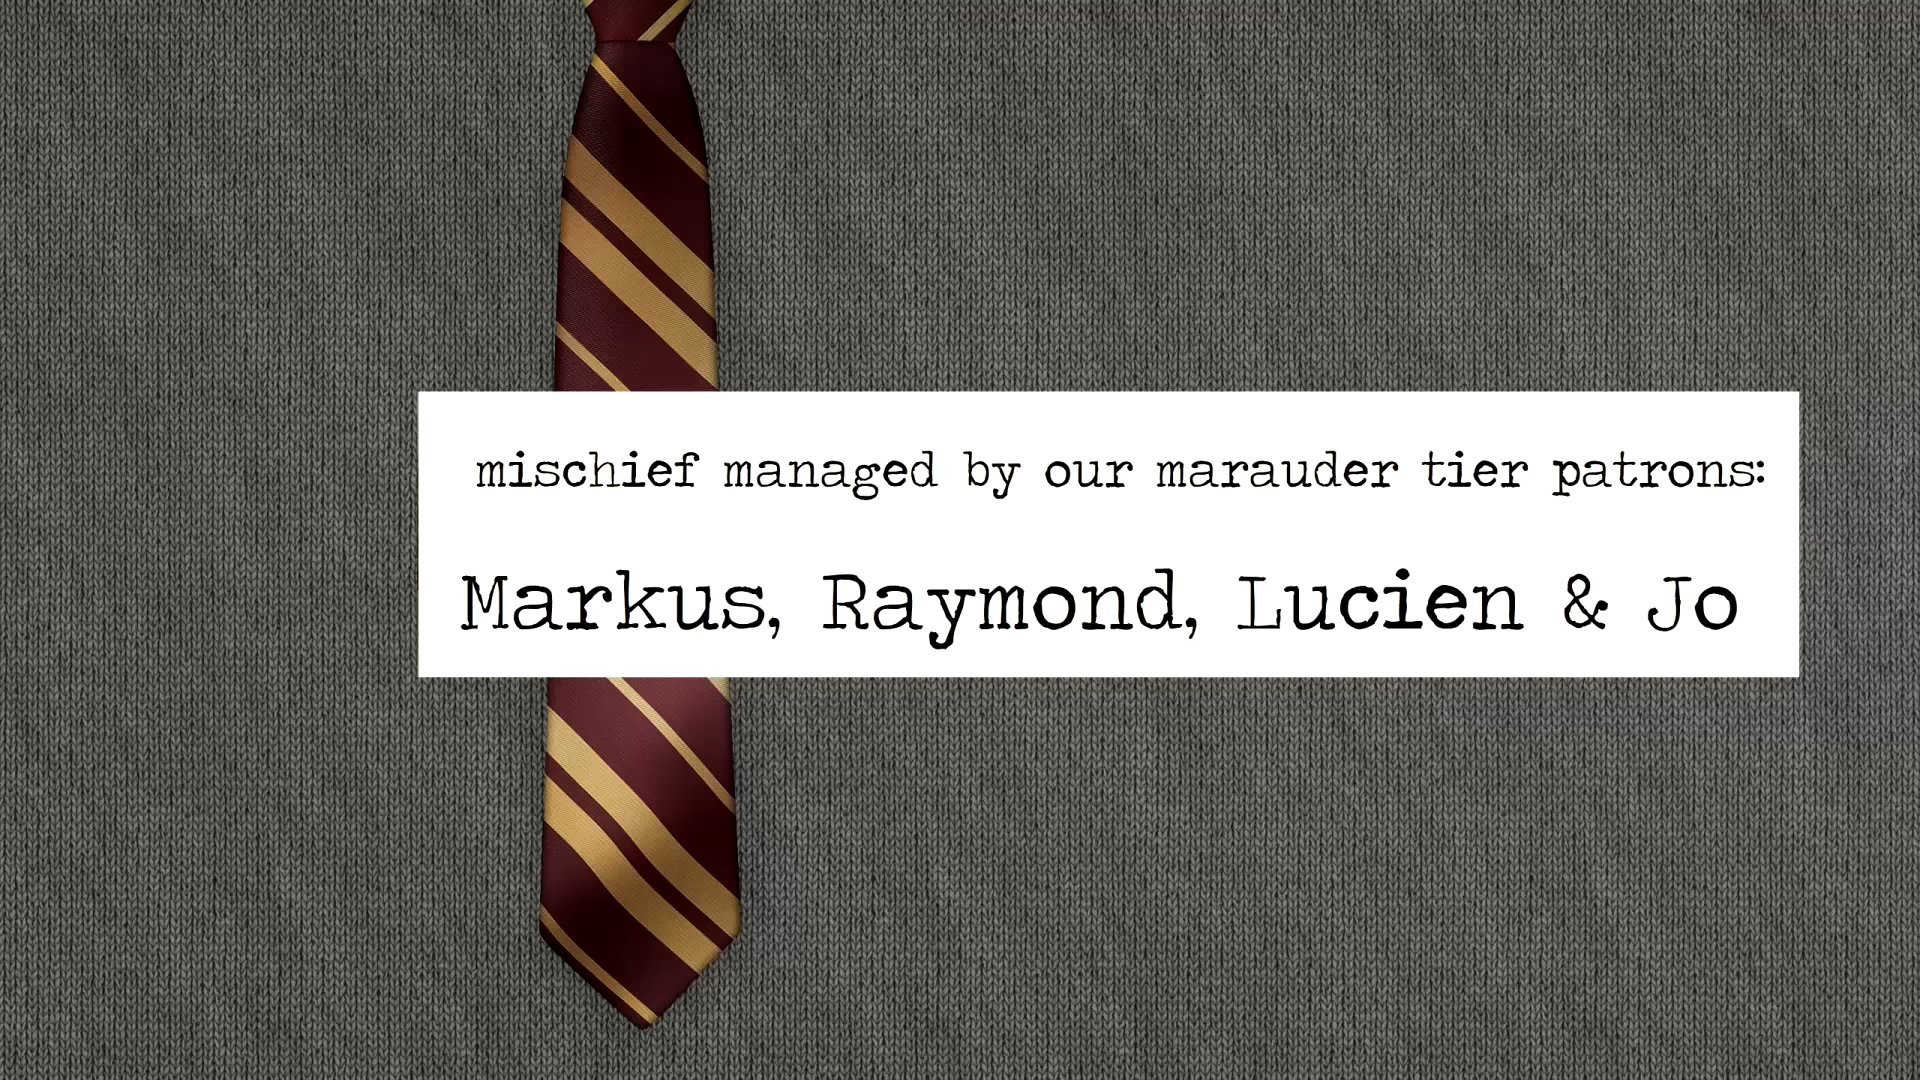 mischief managed by our marauder tier patrons:
Markus, Raymond, Lucien & Jo